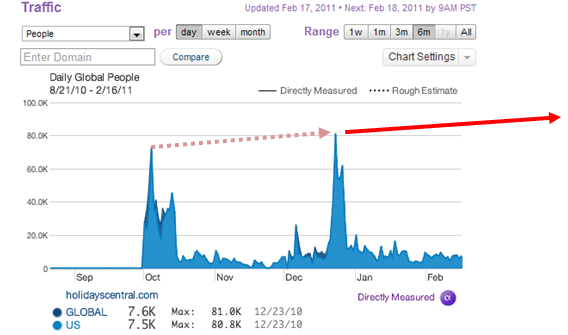 Traffic
Updated Feb 17, 2011 • Next: Feb 18, 2011 by 9AM PST
People per day week month Range 1w 1m 3m 6m 1y All
Enter Domain Compare Chart Settings
Daily Global People
8/21/10 - 2/16/11
Directly Measured Rough Estimate
100.0K
80.0K
60.0K
40.0K
20.0K
0
Sep Oct Nov Dec Jan Feb
holidayscentral.com Directly Measured
GLOBAL 7.6K Max: 81.0K 12/23/10
US 7.5K Max: 80.8K 12/23/10